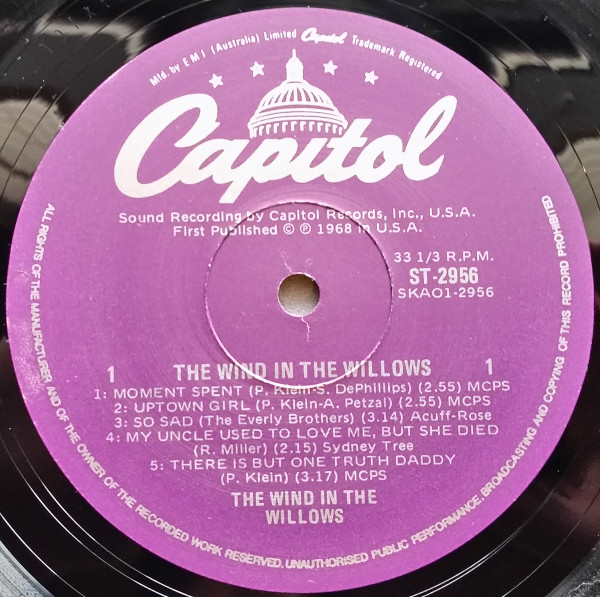 Mfd. by E M I (Australia) Limited Capitol Trademark Registered
Capitol
Sound Recording by Capitol Records, Inc., U.S.A.
First Published © ℗ 1968 in U.S.A.
33 1/3 R.P.M.
ST-2956
SKAO1-2956
1 THE WIND IN THE WILLOWS 1
1: MOMENT SPENT (P. Klein-S. DePhillips) (2.55) MCPS
2: UPTOWN GIRL (P. Klein-A. Petzal) (2.55) MCPS
3: SO SAD (The Everly Brothers) (3.14) Acuff-Rose
4: MY UNCLE USED TO LOVE ME, BUT SHE DIED
(R. Miller) (2.15) Sydney Tree
5: THERE IS BUT ONE TRUTH DADDY
(P. Klein) (3.17) MCPS
THE WIND IN THE
WILLOWS
ALL RIGHTS OF THE MANUFACTURER AND OF THE OWNER OF THE RECORDED WORK RESERVED. UNAUTHORISED PUBLIC PERFORMANCE, BROADCASTING AND COPYING OF THIS RECORD PROHIBITED